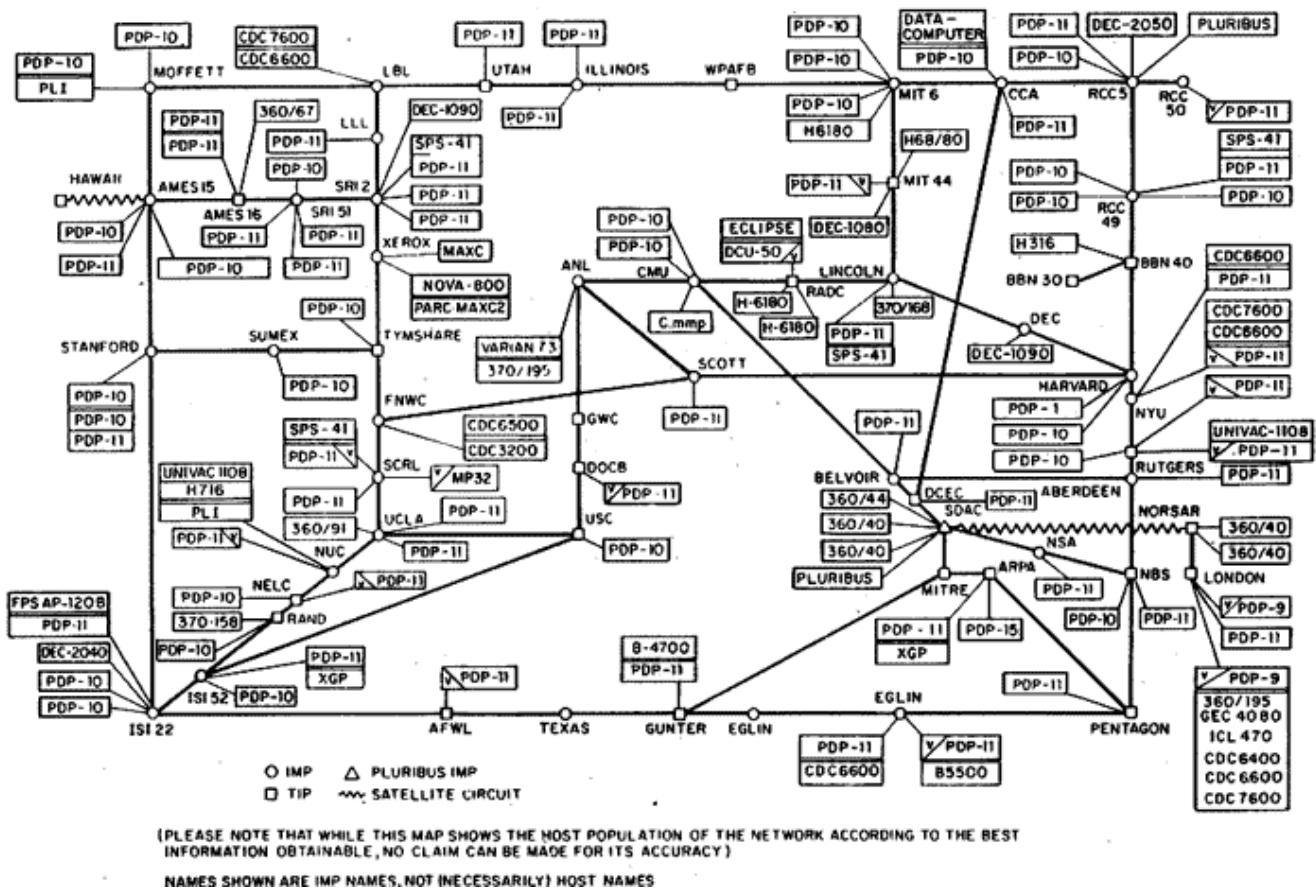 PDP-10
CDC7600
CDC6600
PDP-11
PDP-11
PDP-10
DATA-
COMPUTER
PDP-10
PDP-11
DEC-2050
PLURIBUS
PDP-10
PLI
MOFFETT
LBL
UTAH
ILLINOIS
WPAFB
PDP-10
PDP-10
H6180
MIT 6
CCA
PDP-10
RCC5
RCC
50
PDP-11
PDP-11
PDP-11
PDP-11
360/67
LLL
DEC-1090
SPS-41
PDP-11
PDP-11
PDP-11
PDP-11
PDP-11
PDP-10
H68/80
PDP-11
MIT 44
DEC-1080
SPS-41
PDP-11
PDP-10
PDP-10
PDP-10
RCC
49
HAWAII
AMES15
AMES16
SRI 51
SRI2
PDP-10
PDP-11
PDP-10
PDP-11
PDP-11
PDP-11
XEROX
MAXC
NOVA-800
PARC-MAXC2
ANL
PDP-10
PDP-10
CMU
C.mmp
ECLIPSE
DCU-50
RADC
H-6180
H-6180
LINCOLN
370/168
PDP-11
SPS-41
H316
BBN 40
BBN 30
CDC6600
PDP-11
CDC7600
CDC6600
PDP-11
PDP-11
DEC
DEC-1090
PDP-10
STANFORD
SUMEX
TYMSHARE
PDP-10
VARIAN 73
370/195
SCOTT
PDP-11
HARVARD
NYU
PDP-1
PDP-10
PDP-10
PDP-10
PDP-10
PDP-11
FNWC
CDC6500
CDC3200
GWC
PDP-11
UNIVAC-1108
PDP-11
RUTGERS
PDP-11
SPS-41
PDP-11
SCRL
MP32
DOCB
PDP-11
BELVOIR
DCEC
PDP-11
ABERDEEN
UNIVAC 1108
H716
PLI
PDP-11
PDP-11
360/91
UCLA
PDP-11
PDP-11
USC
PDP-10
360/44
360/40
360/40
PLURIBUS
SDAC
NORSAR
360/40
360/40
NUC
NSA
PDP-11
NELC
PDP-10
PDP-11
MITRE
ARPA
NBS
PDP-10
PDP-11
LONDON
PDP-9
PDP-11
FPS AP-120B
PDP-11
DEC-2040
PDP-10
PDP-10
370-158
RAND
PDP-10
PDP-11
XGP
PDP-10
ISI 52
PDP-11
XGP
PDP-15
ISI 22
PDP-11
AFWL
TEXAS
B-4700
PDP-11
GUNTER
EGLIN
EGLIN
PDP-11
CDC6600
PDP-11
B5500
PDP-11
PENTAGON
PDP-9
360/195
GEC 4080
ICL 470
CDC6400
CDC6600
CDC7600
IMP
PLURIBUS IMP
TIP
SATELLITE CIRCUIT
(PLEASE NOTE THAT WHILE THIS MAP SHOWS THE HOST POPULATION OF THE NETWORK ACCORDING TO THE BEST
INFORMATION OBTAINABLE, NO CLAIM CAN BE MADE FOR ITS ACCURACY)
NAMES SHOWN ARE IMP NAMES, NOT (NECESSARILY) HOST NAMES